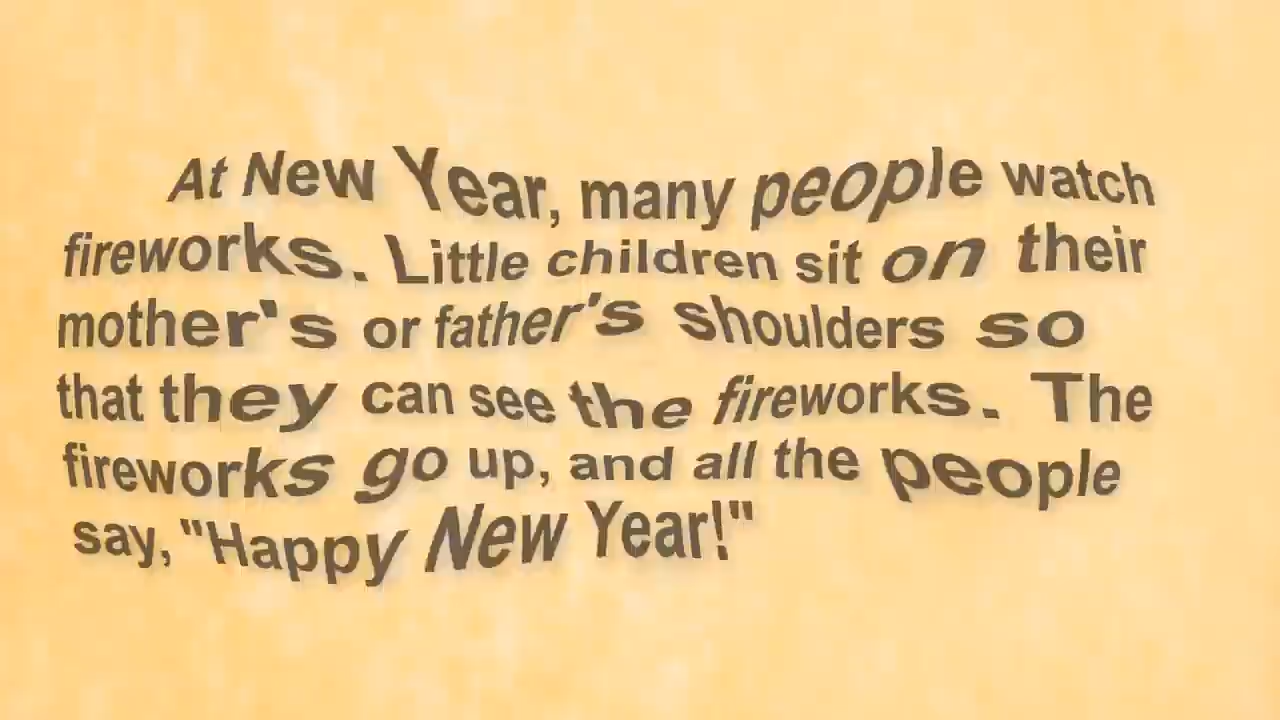 At New Year, many people watch
fireworks. Little children sit on their
mother's or father's shoulders so
that they can see the fireworks. The
fireworks go up, and all the people
say, "Happy New Year!"